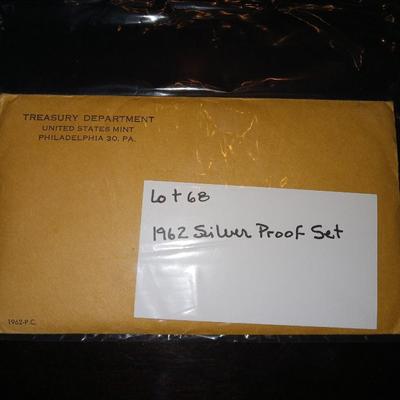 TREASURY DEPARTMENT
UNITED STATES MINT
PHILADELPHIA 30, PA.
Lot 68
1962 Silver Proof Set
1962-P.C.